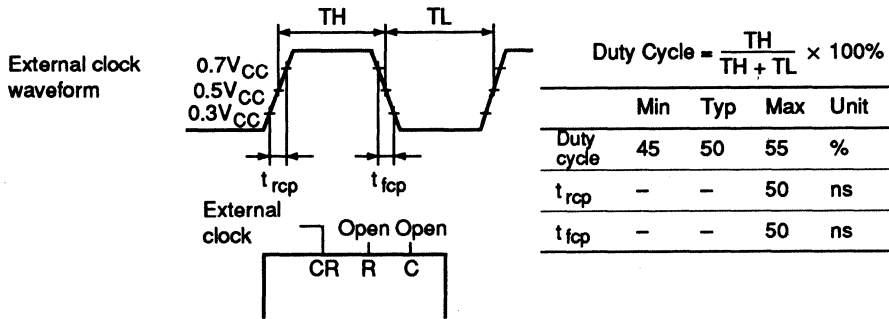 External clock
waveform
TH
TL
0.7VCC
0.5VCC
0.3VCC
trcp
tfcp
Duty Cycle = TH / TH + TL × 100%
Min Typ Max Unit
Duty cycle 45 50 55 %
trcp – – 50 ns
tfcp – – 50 ns
External
clock
Open Open
CR R C